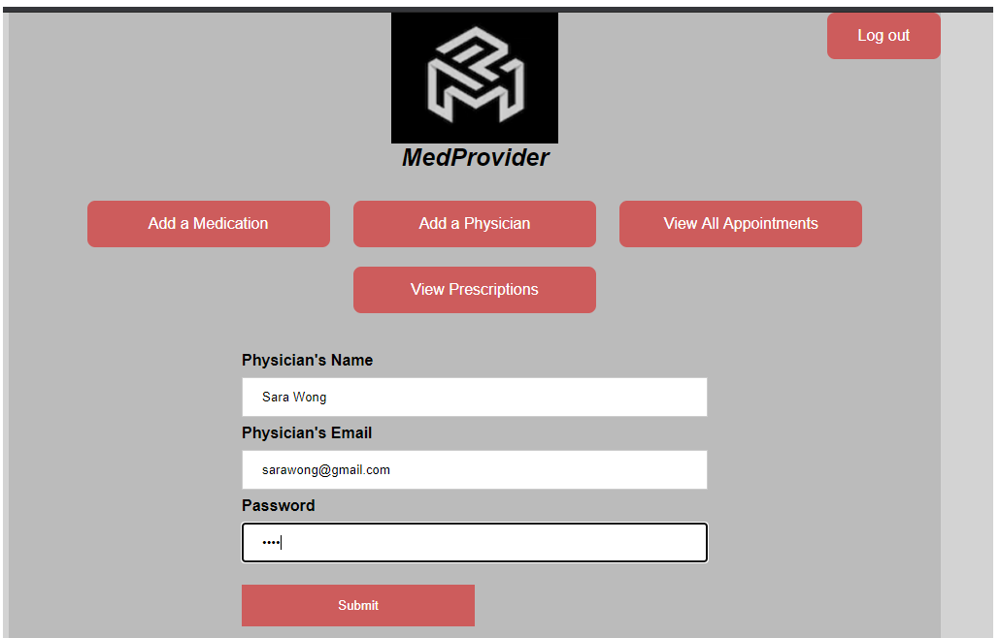 Log out
MedProvider
Add a Medication
Add a Physician
View All Appointments
View Prescriptions
Physician's Name
Sara Wong
Physician's Email
sarawong@gmail.com
Password
••••
Submit